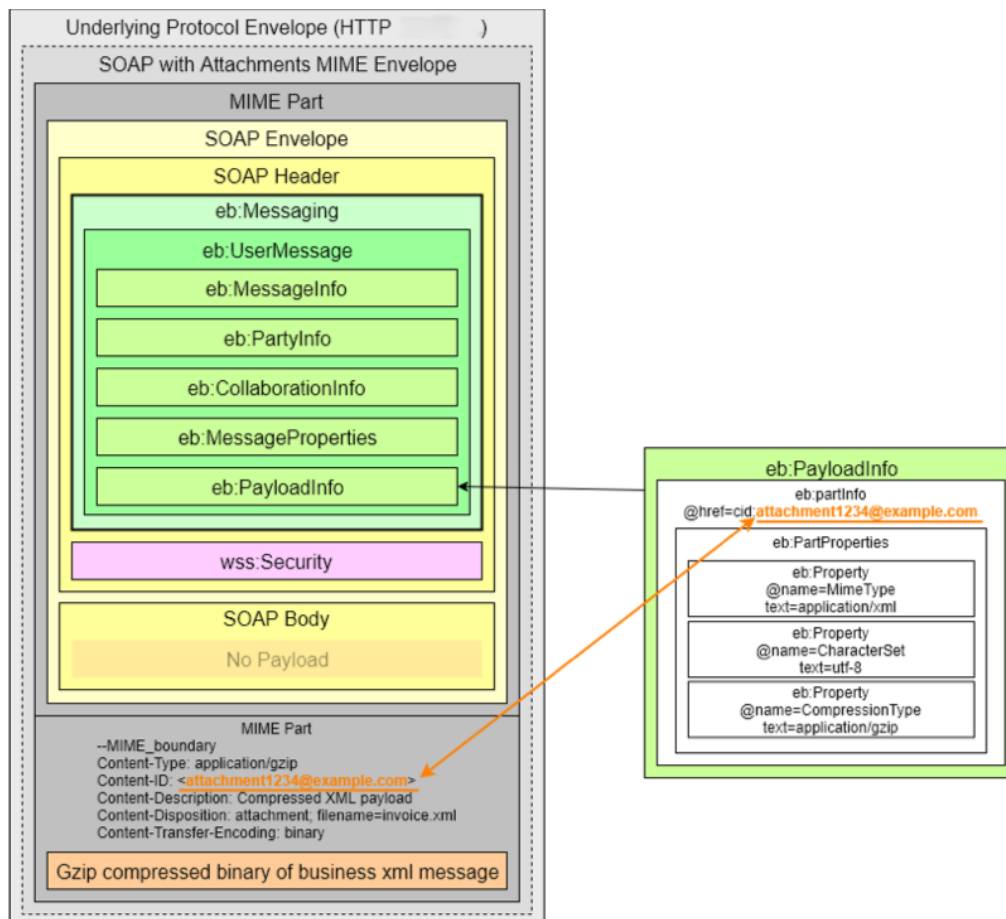 Underlying Protocol Envelope (HTTP )
SOAP with Attachments MIME Envelope
MIME Part
SOAP Envelope
SOAP Header
eb:Messaging
eb:UserMessage
eb:MessageInfo
eb:PartyInfo
eb:CollaborationInfo
eb:MessageProperties
eb:PayloadInfo
wss:Security
SOAP Body
No Payload
MIME Part
--MIME_boundary
Content-Type: application/gzip
Content-ID: <attachment1234@example.com>
Content-Description: Compressed XML payload
Content-Disposition: attachment; filename=invoice.xml
Content-Transfer-Encoding: binary
Gzip compressed binary of business xml message
eb:PayloadInfo
eb:partInfo
@href=cid:attachment1234@example.com
eb:PartProperties
eb:Property
@name=MimeType
text=application/xml
eb:Property
@name=CharacterSet
text=utf-8
eb:Property
@name=CompressionType
text=application/gzip